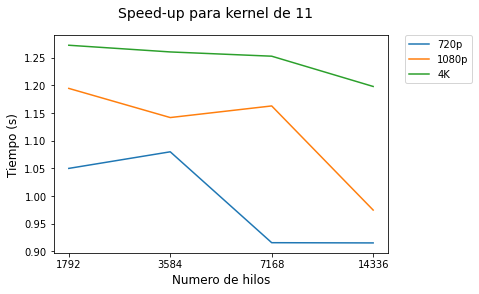 Speed-up para kernel de 11
720p
1080p
4K
Tiempo (s)
1.25
1.20
1.15
1.10
1.05
1.00
0.95
0.90
1792
3584
7168
14336
Numero de hilos